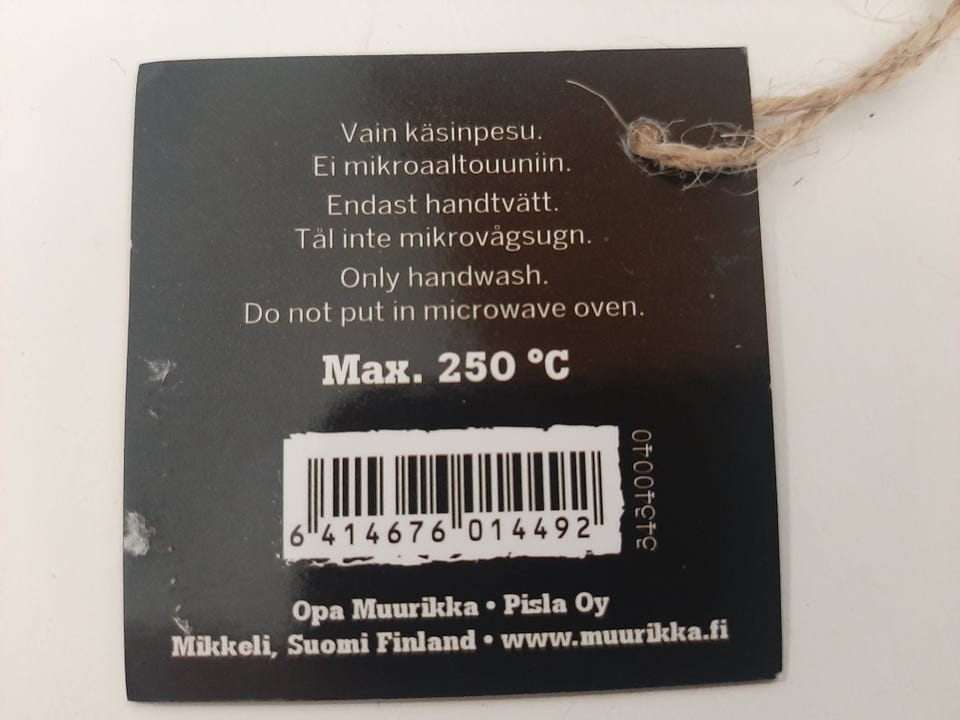 Vain käsinpesu.
Ei mikroaaltouuniin.
Endast handtvätt.
Tål inte mikrovågsugn.
Only handwash.
Do not put in microwave oven.
Max. 250 °C
6 414676 014492
Opa Muurikka • Pisla Oy
Mikkeli, Suomi Finland • www.muurikka.fi